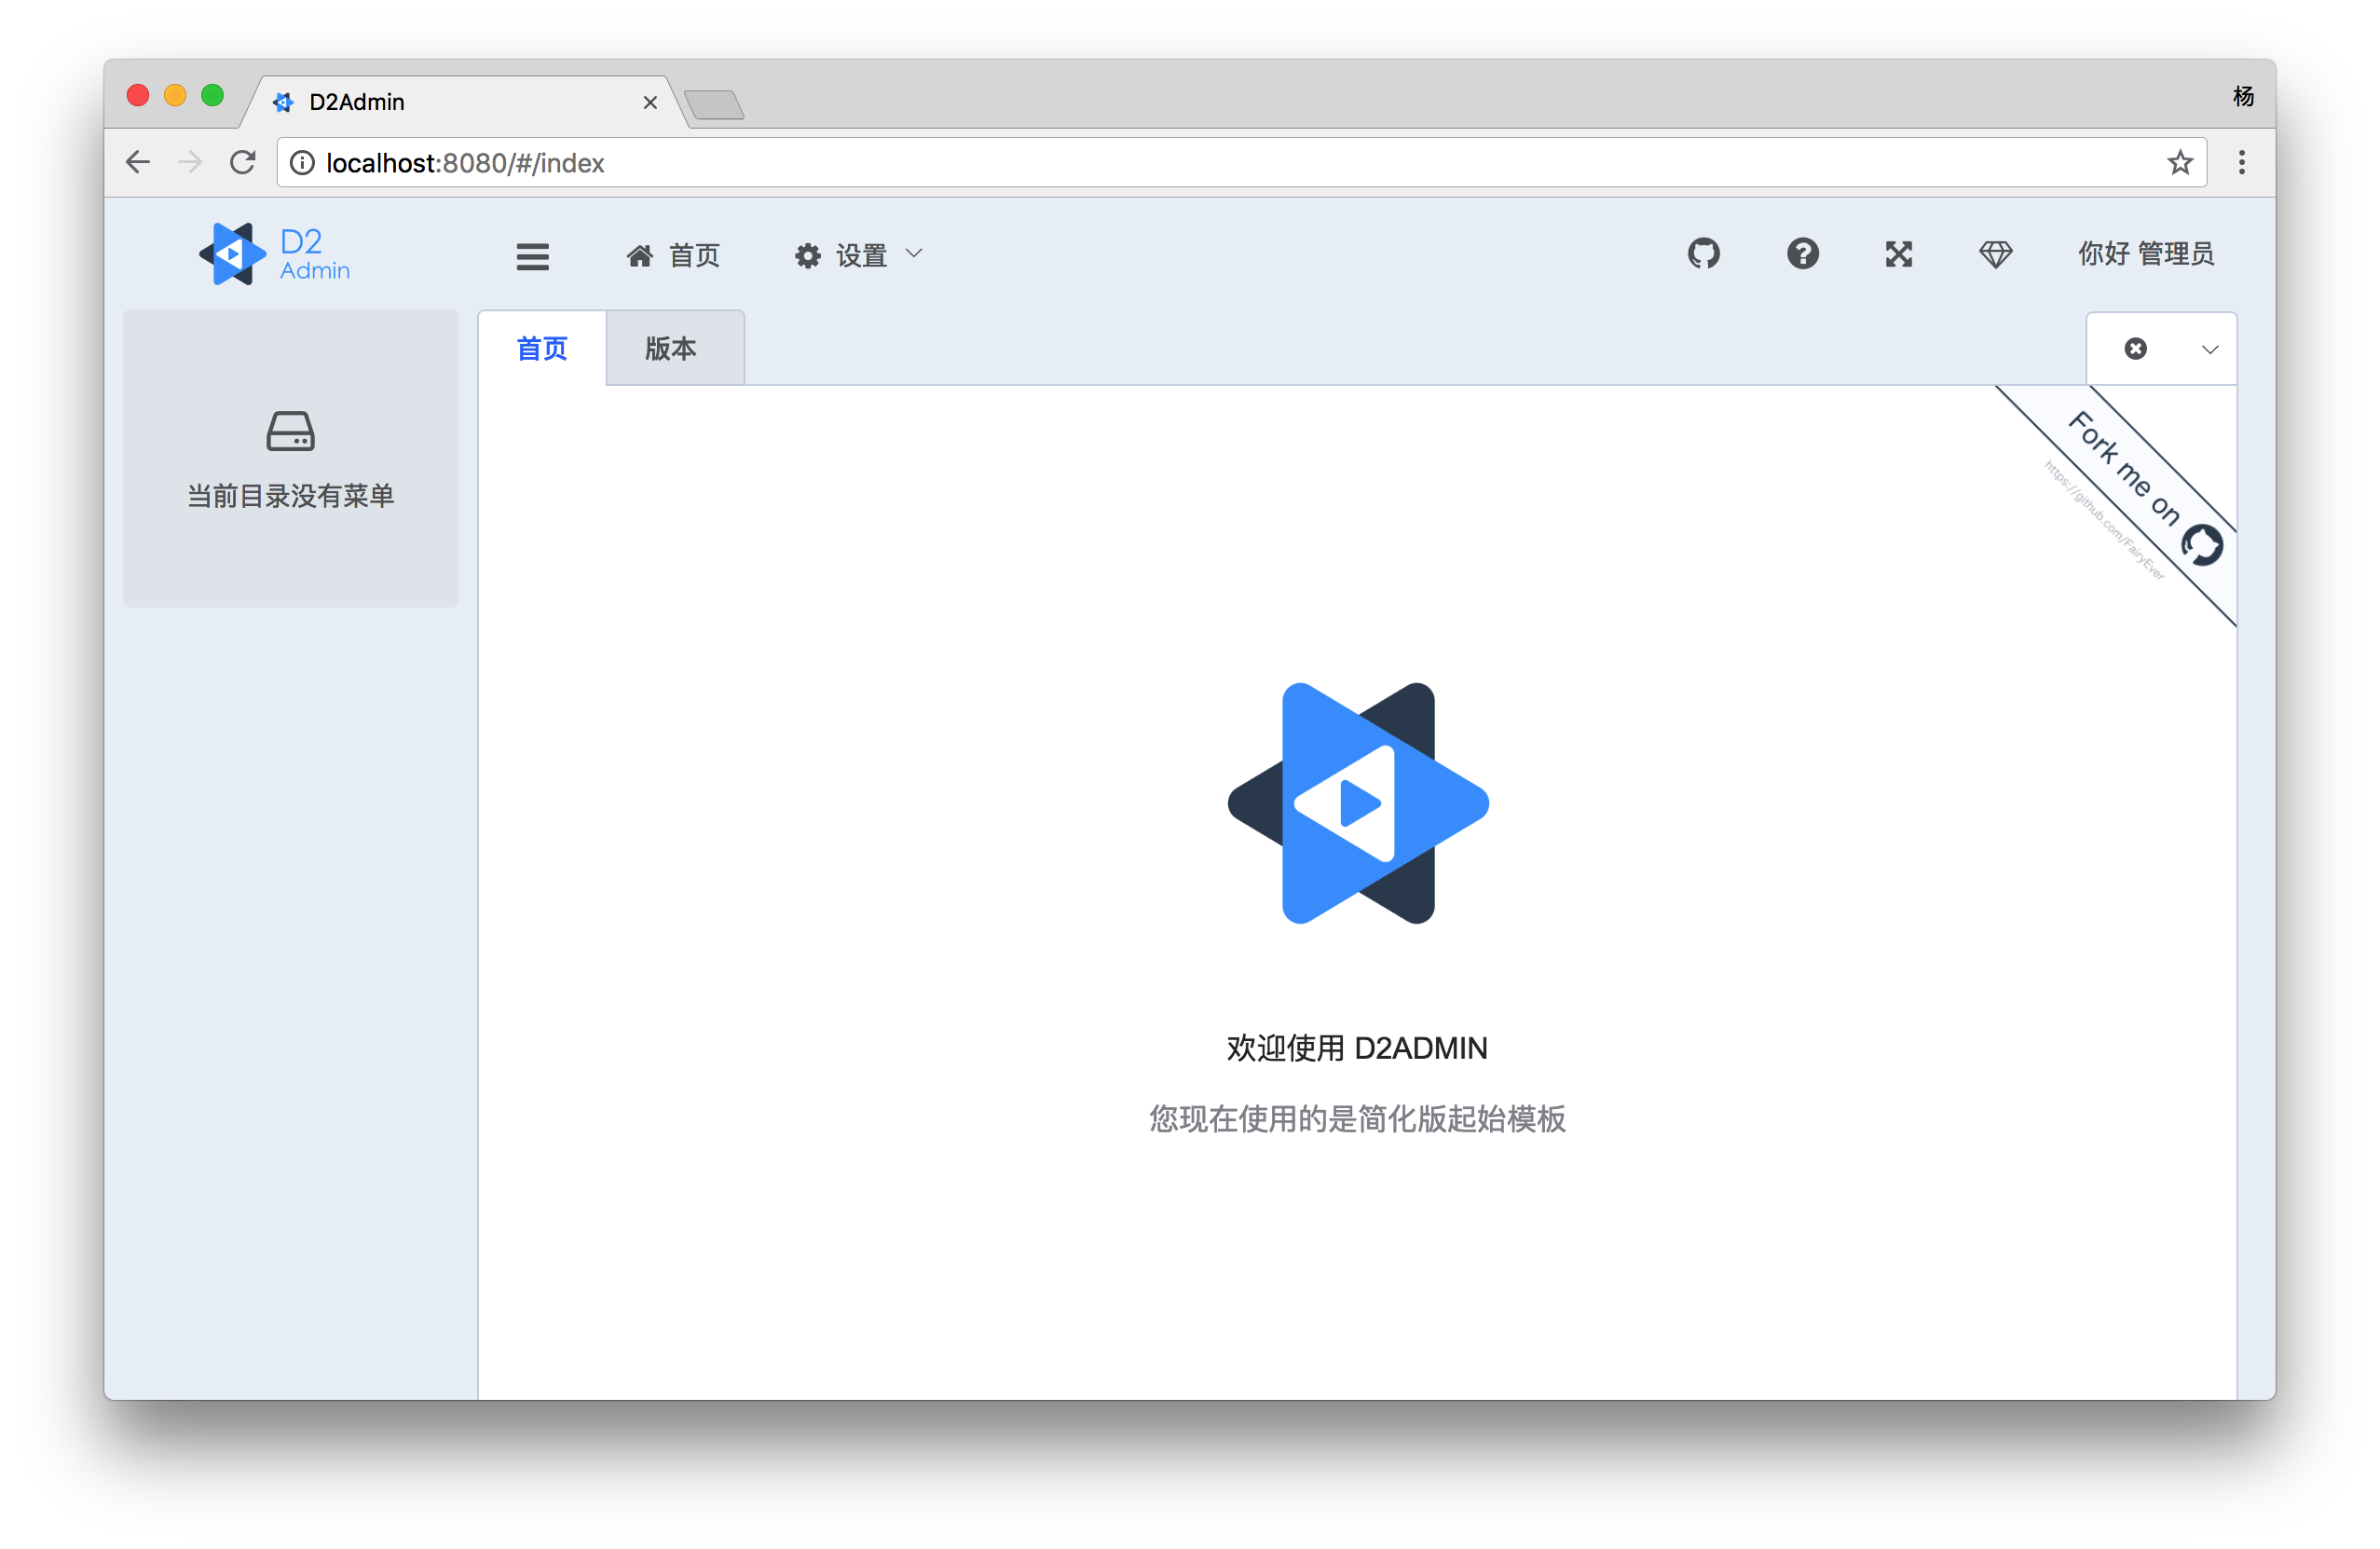 D2Admin
杨
localhost:8080/#/index
D2
Admin
首页
设置
你好 管理员
首页
版本
当前目录没有菜单
Fork me on
https://github.com/FairyEver
欢迎使用 D2ADMIN
您现在使用的是简化版起始模板